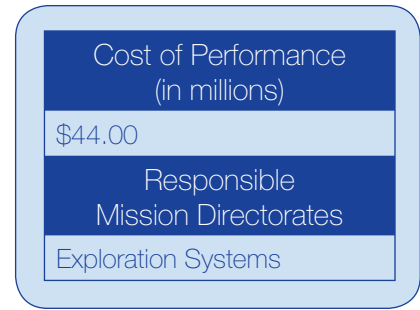 Cost of Performance
(in millions)
$44.00
Responsible
Mission Directorates
Exploration Systems